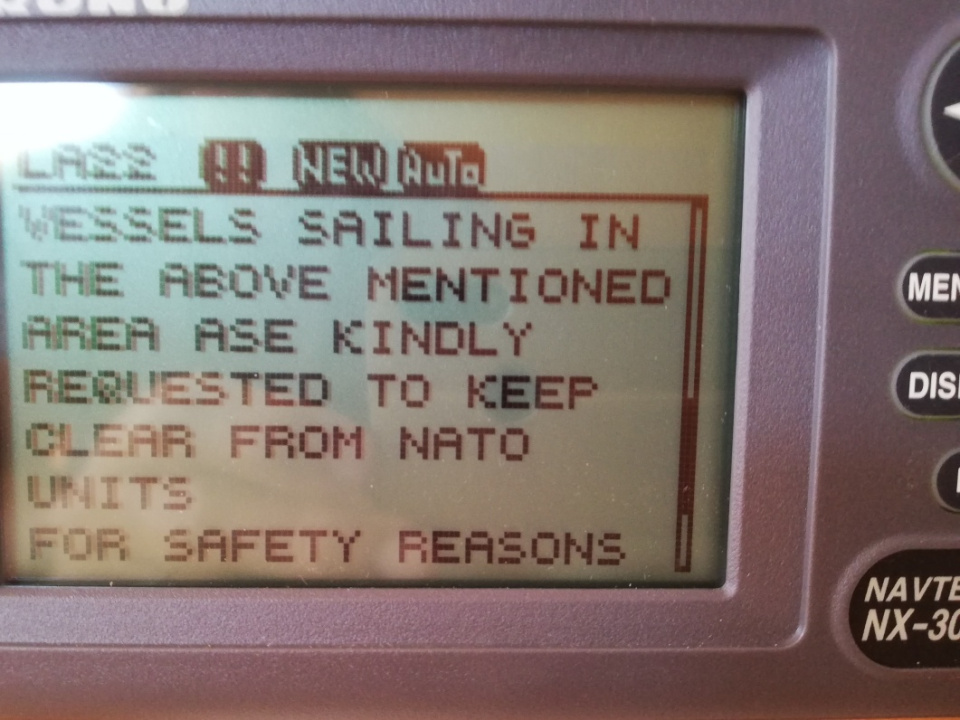 LA22 !! NEW AuTo
VESSELS SAILING IN
THE ABOVE MENTIONED
AREA ASE KINDLY
REQUESTED TO KEEP
CLEAR FROM NATO
UNITS
FOR SAFETY REASONS
MEN
DIS
NAVTE
NX-30